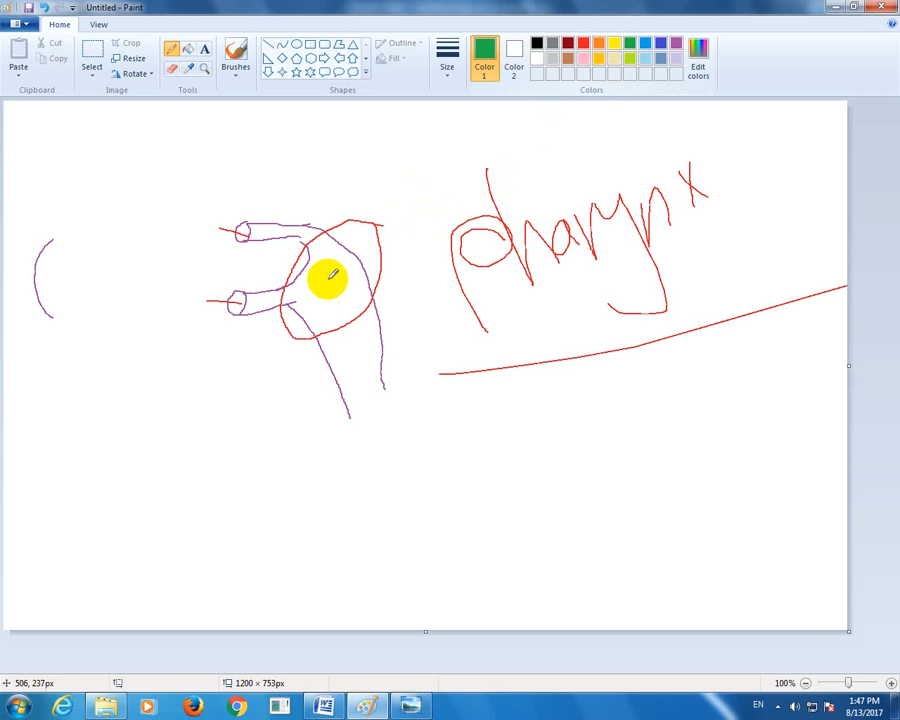 Untitled - Paint
Home
View
Paste
Cut
Copy
Clipboard
Select
Crop
Resize
Rotate
Image
A
Tools
Brushes
Outline
Fill
Shapes
Size
Color 1
Color 2
Edit colors
Colors
pharynx
506, 237px
1200 × 753px
100%
EN
1:47 PM
8/13/2017